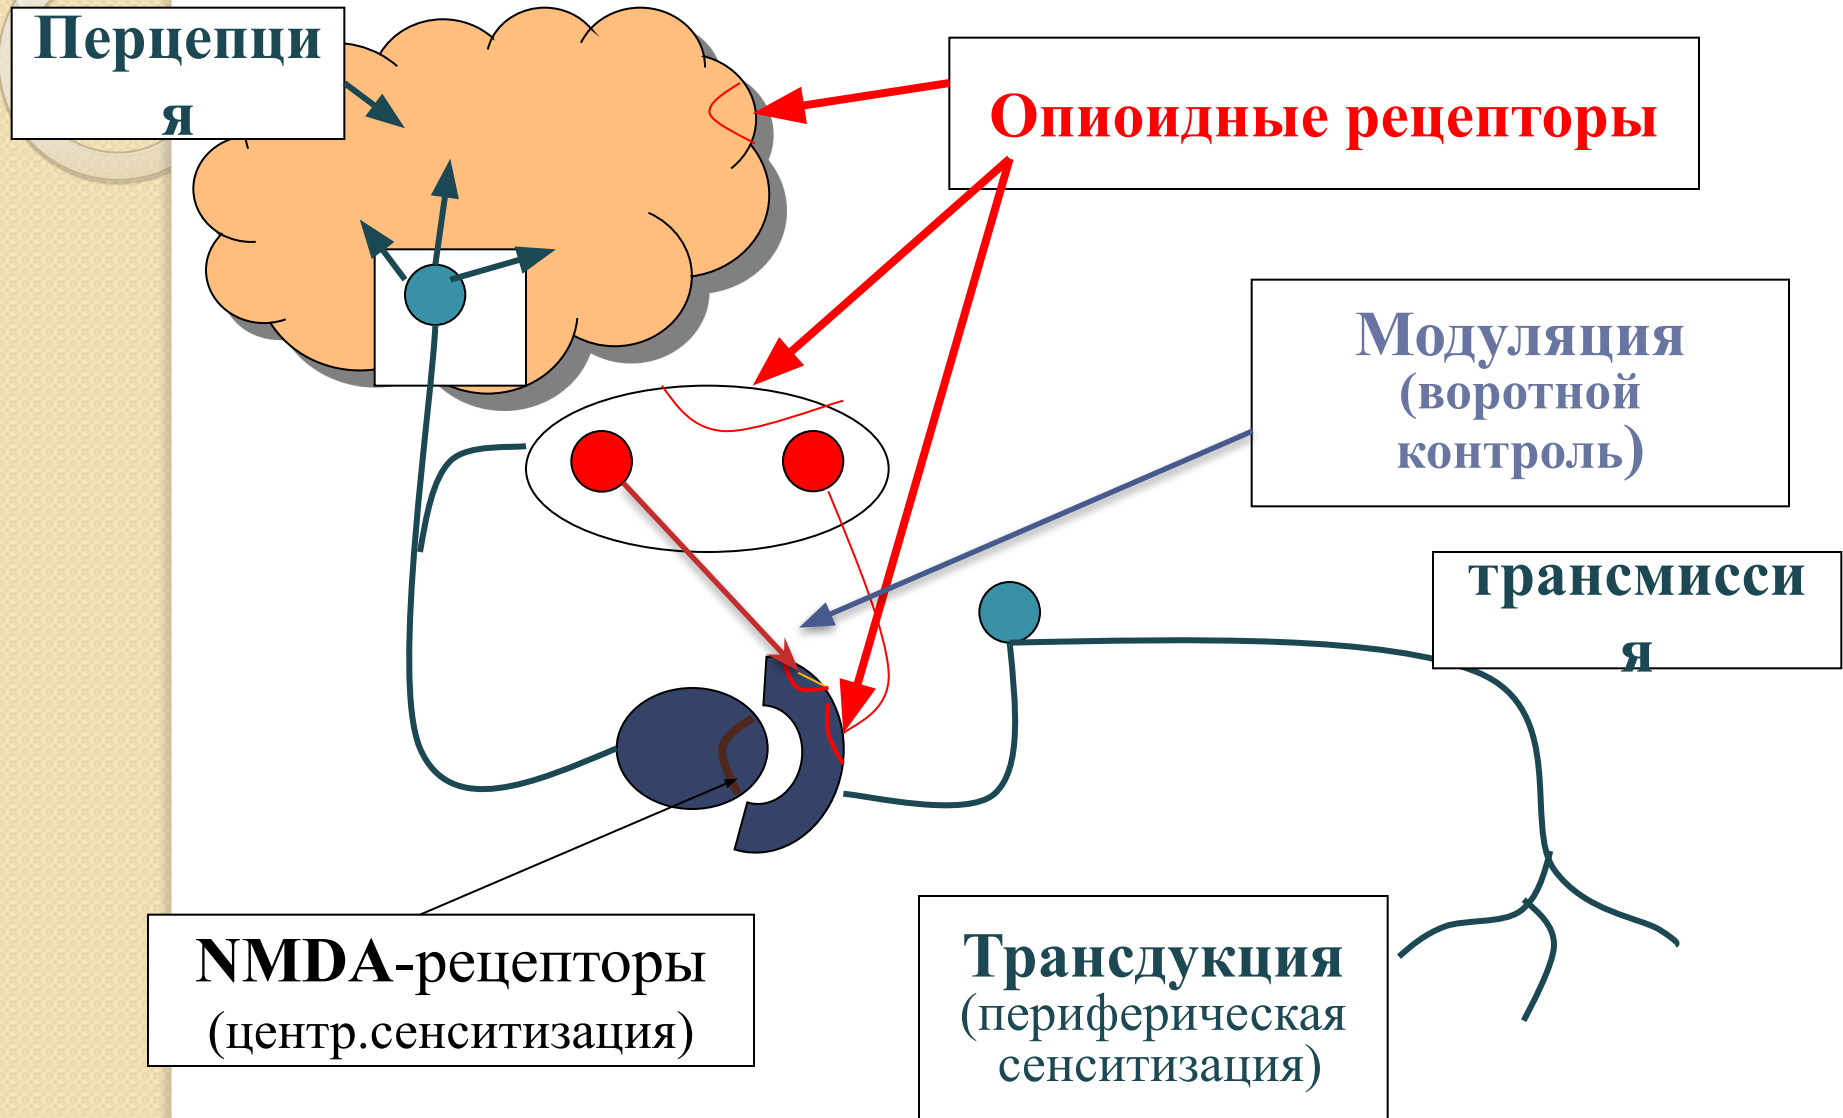 Перцепци
я
Опиоидные рецепторы
Модуляция
(воротной
контроль)
трансмисси
я
NMDA-рецепторы
(центр.сенситизация)
Трансдукция
(периферическая
сенситизация)